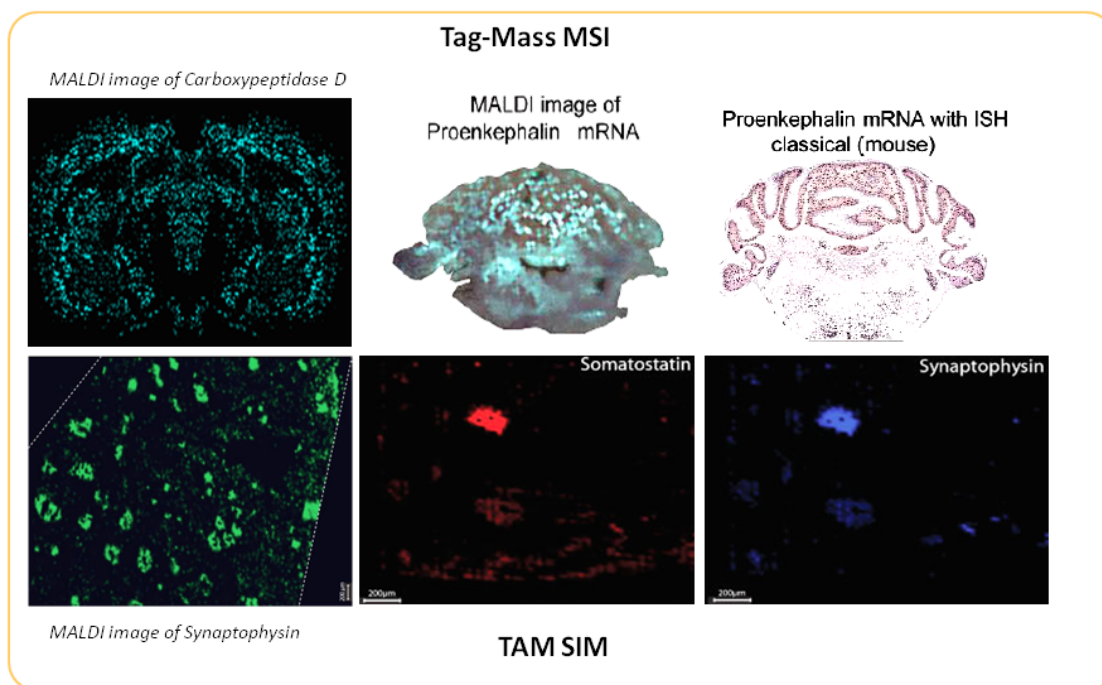 Tag-Mass MSI
MALDI image of Carboxypeptidase D
MALDI image of
Proenkephalin mRNA
Proenkephalin mRNA with ISH
classical (mouse)
Somatostatin
Synaptophysin
200µm
200µm
200µm
MALDI image of Synaptophysin
TAM SIM